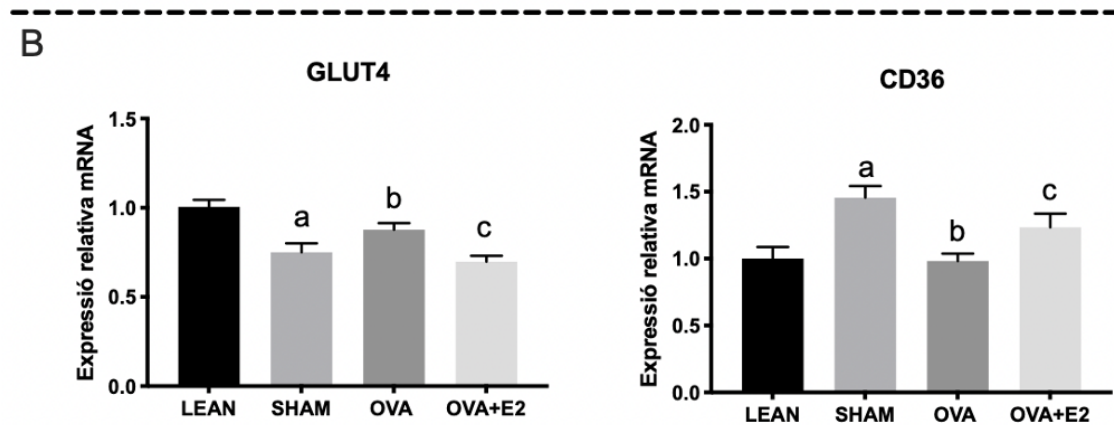 B
GLUT4
Expressió relativa mRNA
1.5
1.0
0.5
0.0
a
b
c
LEAN SHAM OVA OVA+E2
CD36
Expressió relativa mRNA
2.0
1.5
1.0
0.5
0.0
a
b
c
LEAN SHAM OVA OVA+E2